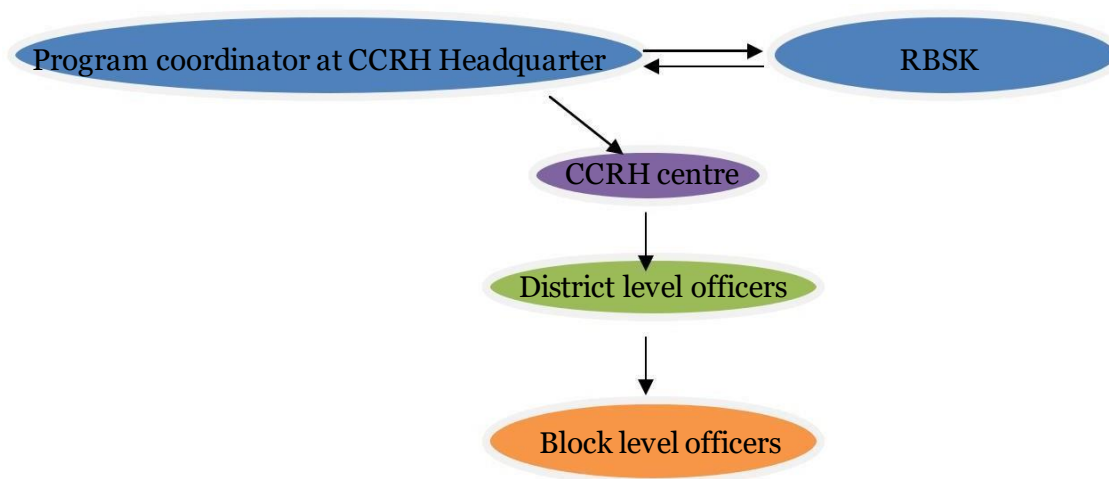 Program coordinator at CCRH Headquarter
RBSK
CCRH centre
District level officers
Block level officers